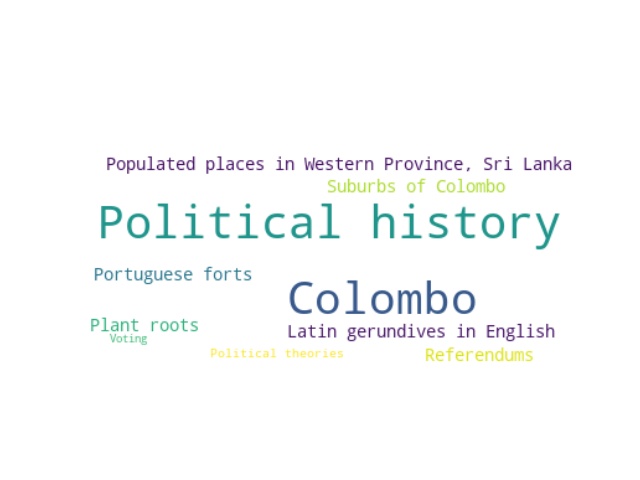 Populated places in Western Province, Sri Lanka
Suburbs of Colombo
Political history
Portuguese forts
Colombo
Plant roots
Latin gerundives in English
Voting
Political theories
Referendums